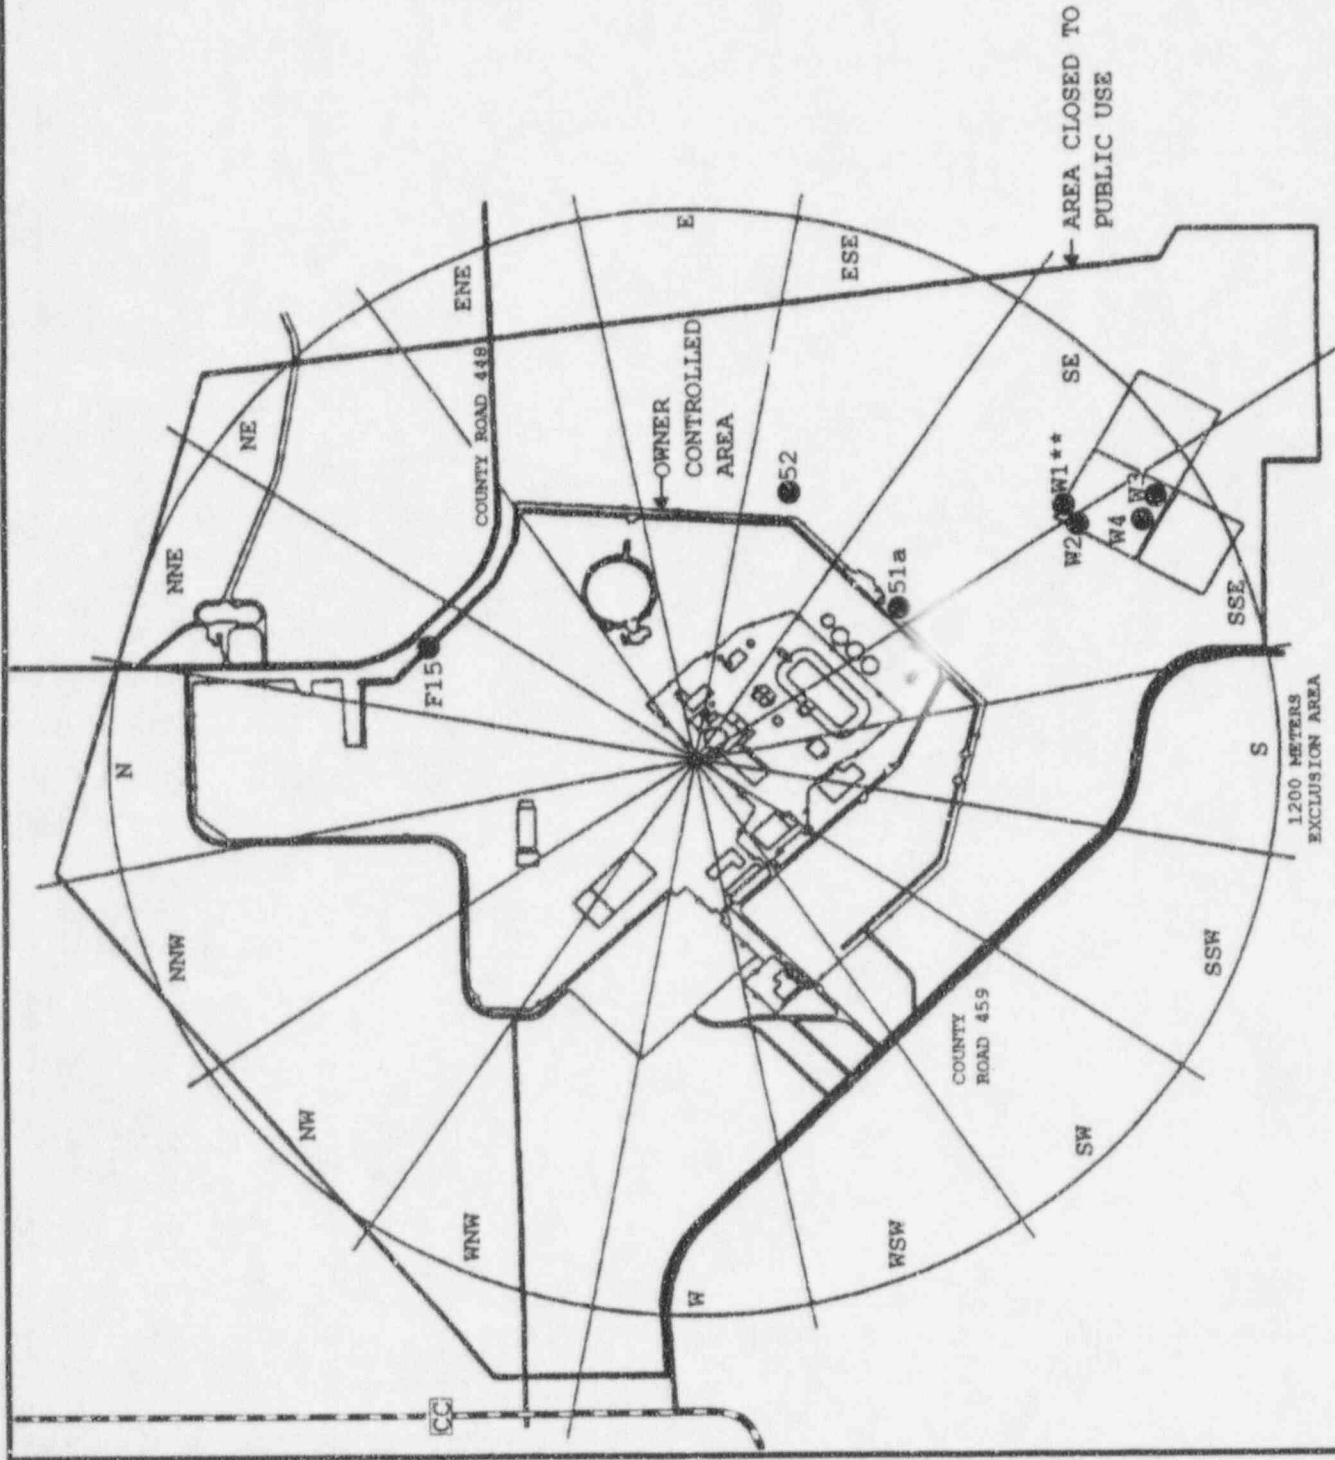 N
NNE
NE
ENE
E
ESE
SE
SSE
S
SSW
SW
WSW
W
WNW
NW
NNW
COUNTY ROAD 448
F15
OWNER
CONTROLLED
AREA
52
51a
W1**
W2
W4
W3
AREA CLOSED TO
PUBLIC USE
COUNTY
ROAD 459
1200 METERS
EXCLUSION AREA
CC